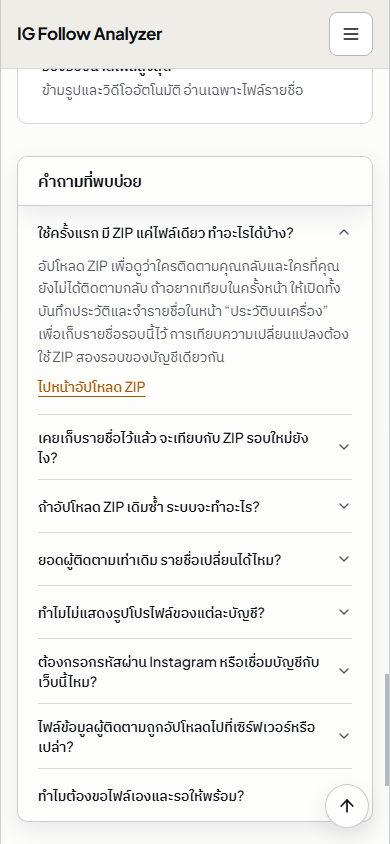 IG Follow Analyzer
ข้ามรูปและวิดีโออัตโนมัติ อ่านเฉพาะไฟล์รายชื่อ
คำถามที่พบบ่อย
ใช้ครั้งแรก มี ZIP แค่ไฟล์เดียว ทำอะไรได้บ้าง?
อัปโหลด ZIP เพื่อดูว่าใครติดตามคุณกลับและใครที่คุณ
ยังไม่ได้ติดตามกลับ ถ้าอยากเทียบในครั้งหน้า ให้เปิดทั้ง
บันทึกประวัติและจำรายชื่อในหน้า “ประวัติบนเครื่อง”
เพื่อเก็บรายชื่อรอบนี้ไว้ การเทียบความเปลี่ยนแปลงต้อง
ใช้ ZIP สองรอบของบัญชีเดียวกัน
ไปหน้าอัปโหลด ZIP
เคยเก็บรายชื่อไว้แล้ว จะเทียบกับ ZIP รอบใหม่ยัง
ไง?
ถ้าอัปโหลด ZIP เดิมซ้ำ ระบบจะทำอะไร?
ยอดผู้ติดตามเท่าเดิม รายชื่อเปลี่ยนได้ไหม?
ทำไมไม่แสดงรูปโปรไฟล์ของแต่ละบัญชี?
ต้องกรอกรหัสผ่าน Instagram หรือเชื่อมบัญชีกับ
เว็บนี้ไหม?
ไฟล์ข้อมูลผู้ติดตามถูกอัปโหลดไปที่เซิร์ฟเวอร์หรือ
เปล่า?
ทำไมต้องขอไฟล์เองและรอให้พร้อม?